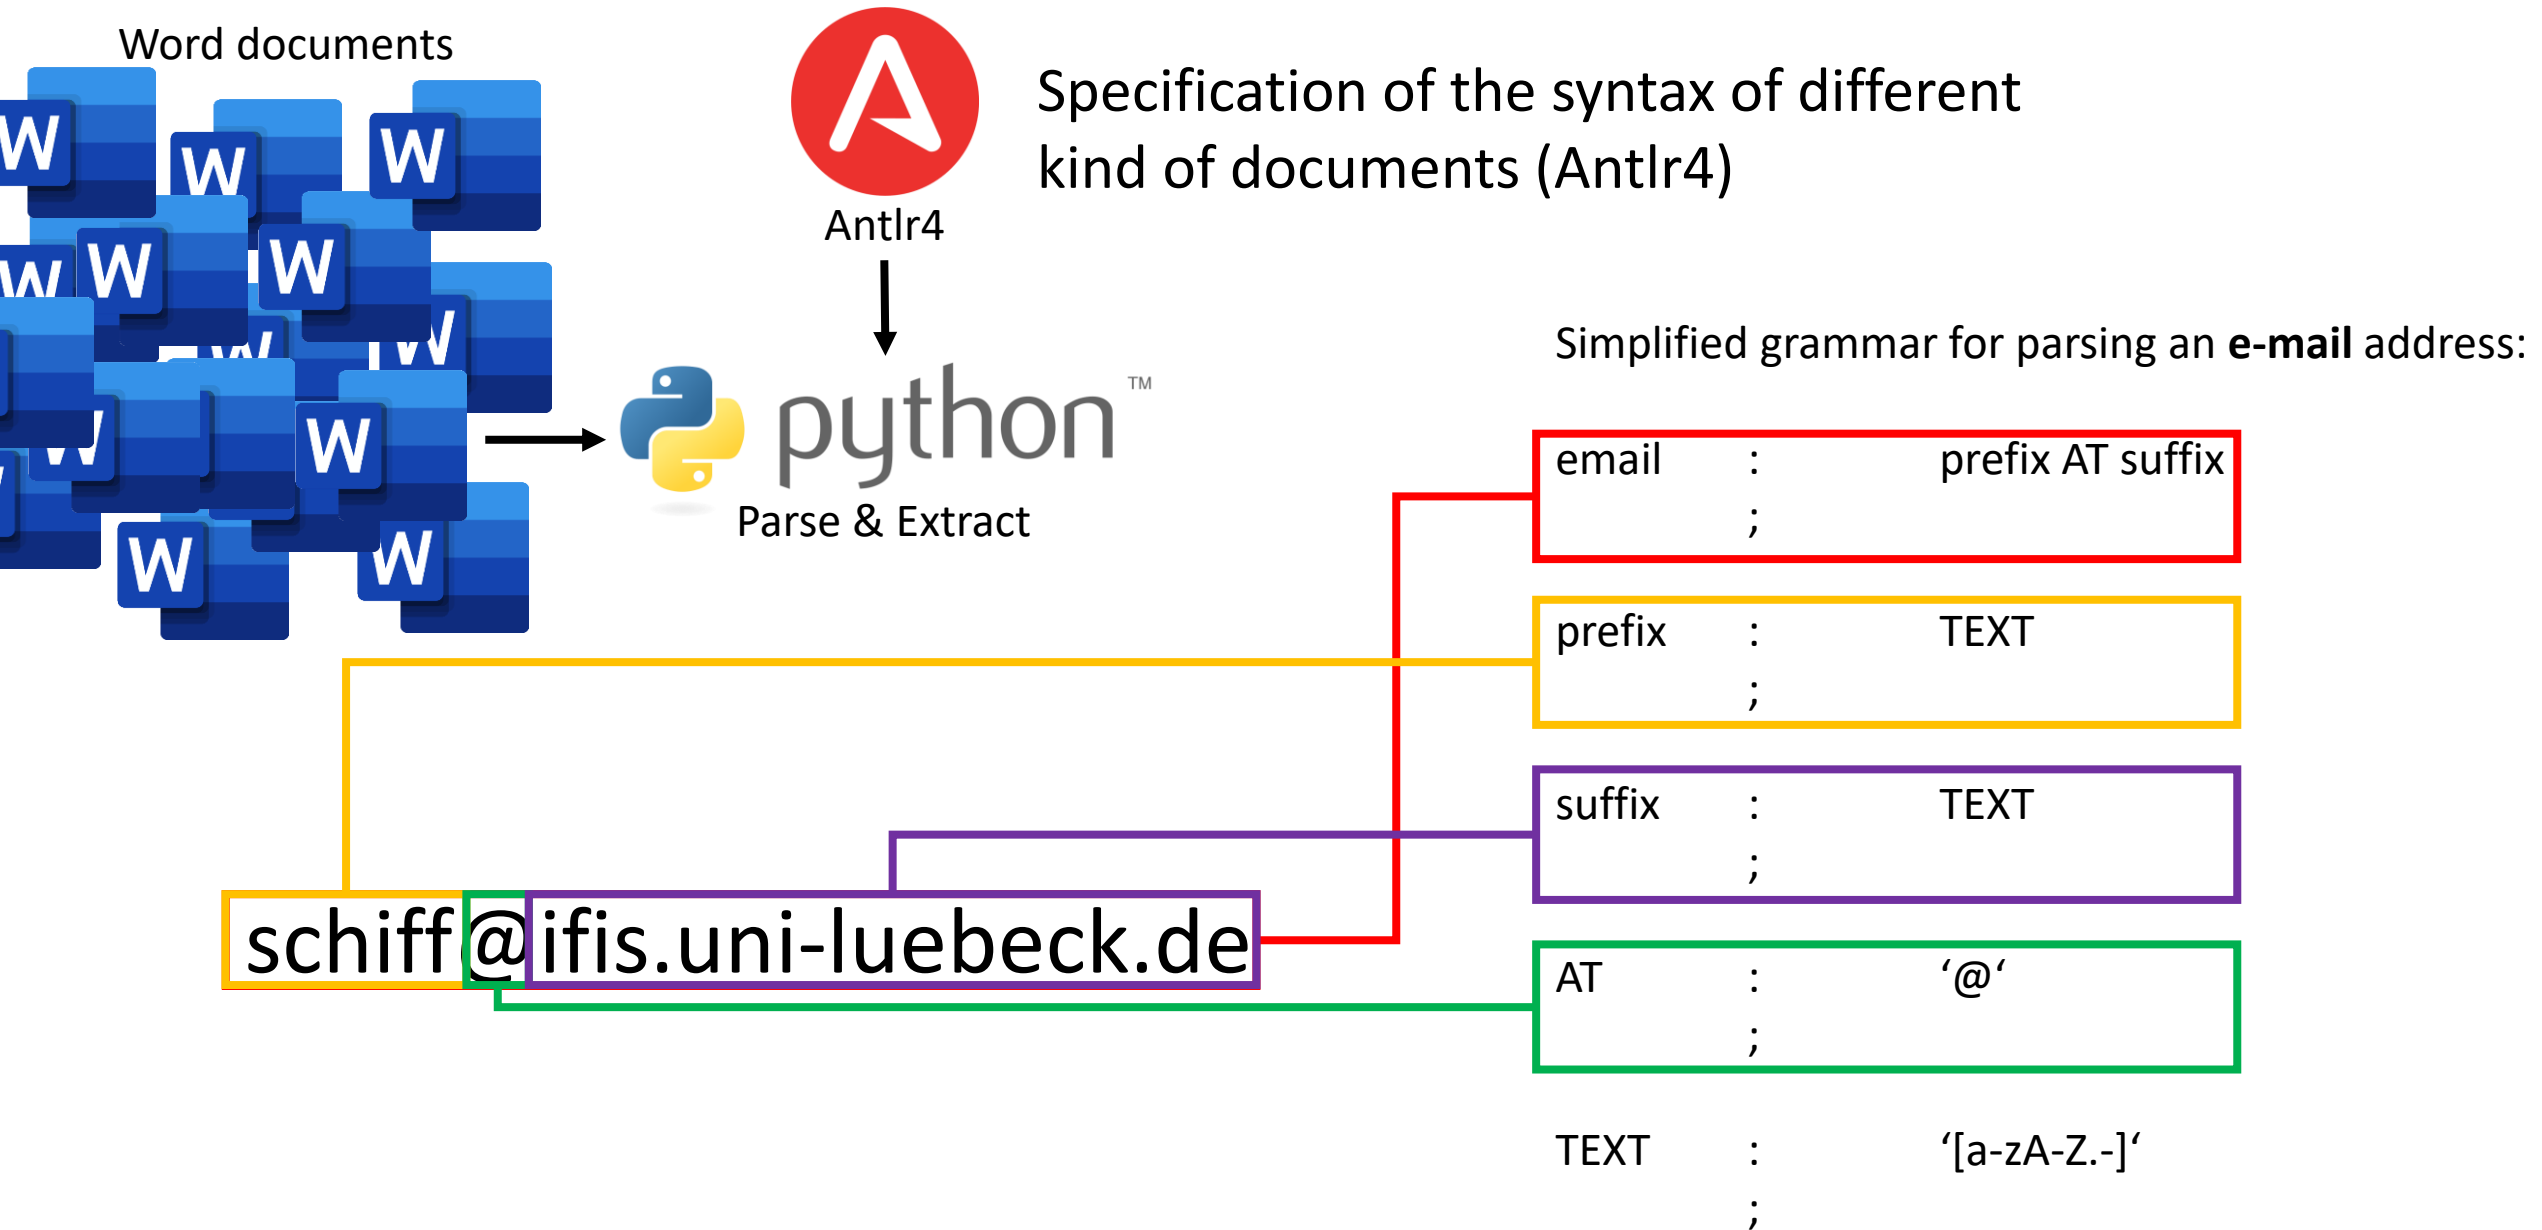 Word documents
W
W
W
W
W
W
W
W
W
W
W
W
Antlr4
Specification of the syntax of different
kind of documents (Antlr4)
python™
Parse & Extract
Simplified grammar for parsing an e-mail address:
email : prefix AT suffix
;
prefix : TEXT
;
suffix : TEXT
;
schiff@ifis.uni-luebeck.de
AT : ‘@‘
;
TEXT : ‘[a-zA-Z.-]‘
;